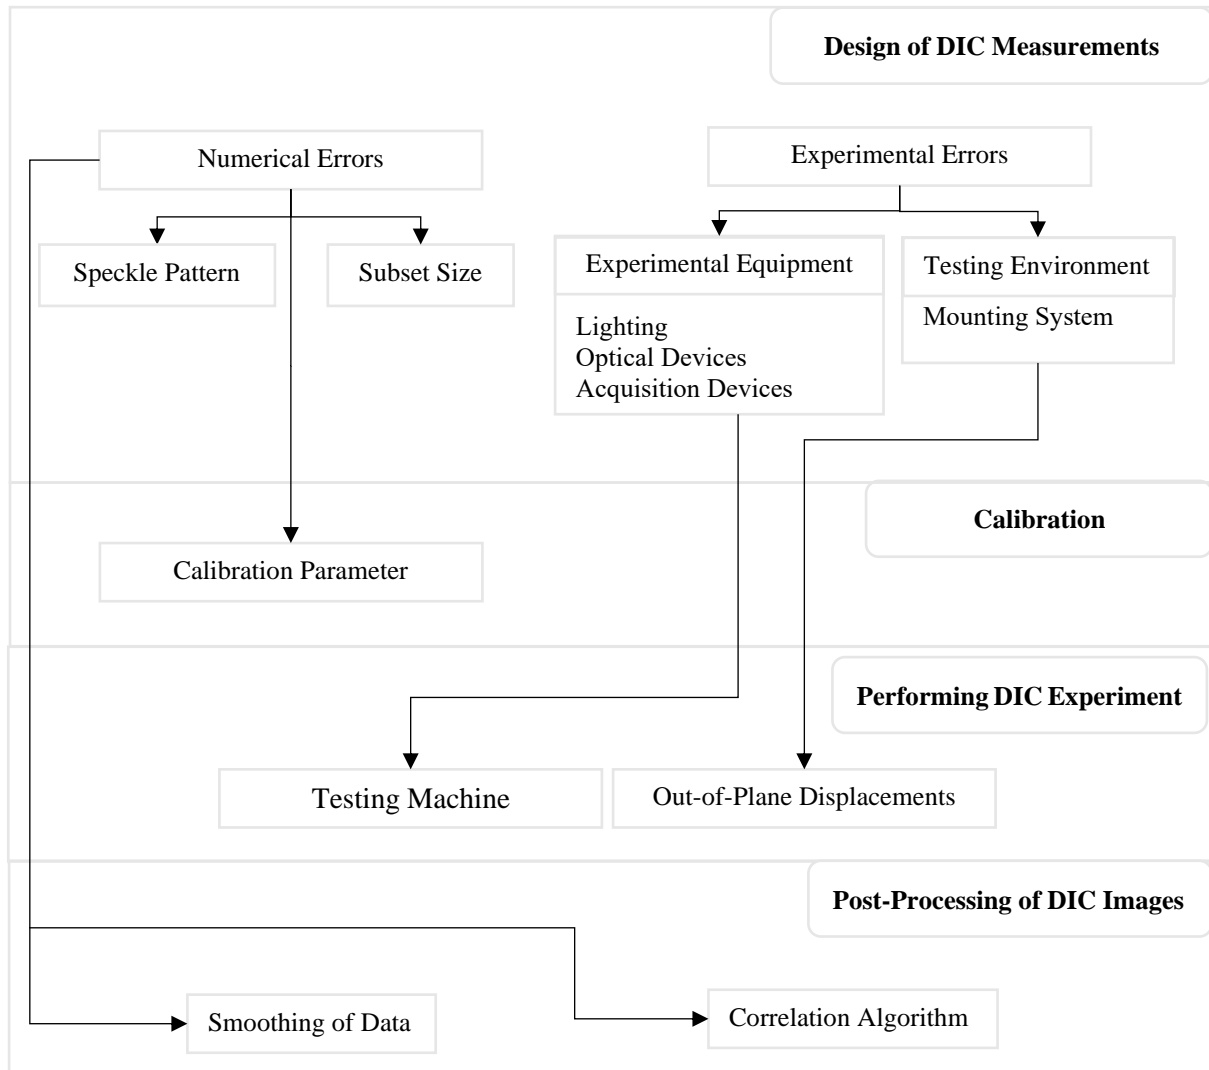 Design of DIC Measurements
Numerical Errors
Experimental Errors
Speckle Pattern
Subset Size
Experimental Equipment
Testing Environment
Lighting
Optical Devices
Acquisition Devices
Mounting System
Calibration
Calibration Parameter
Performing DIC Experiment
Testing Machine
Out-of-Plane Displacements
Post-Processing of DIC Images
Smoothing of Data
Correlation Algorithm